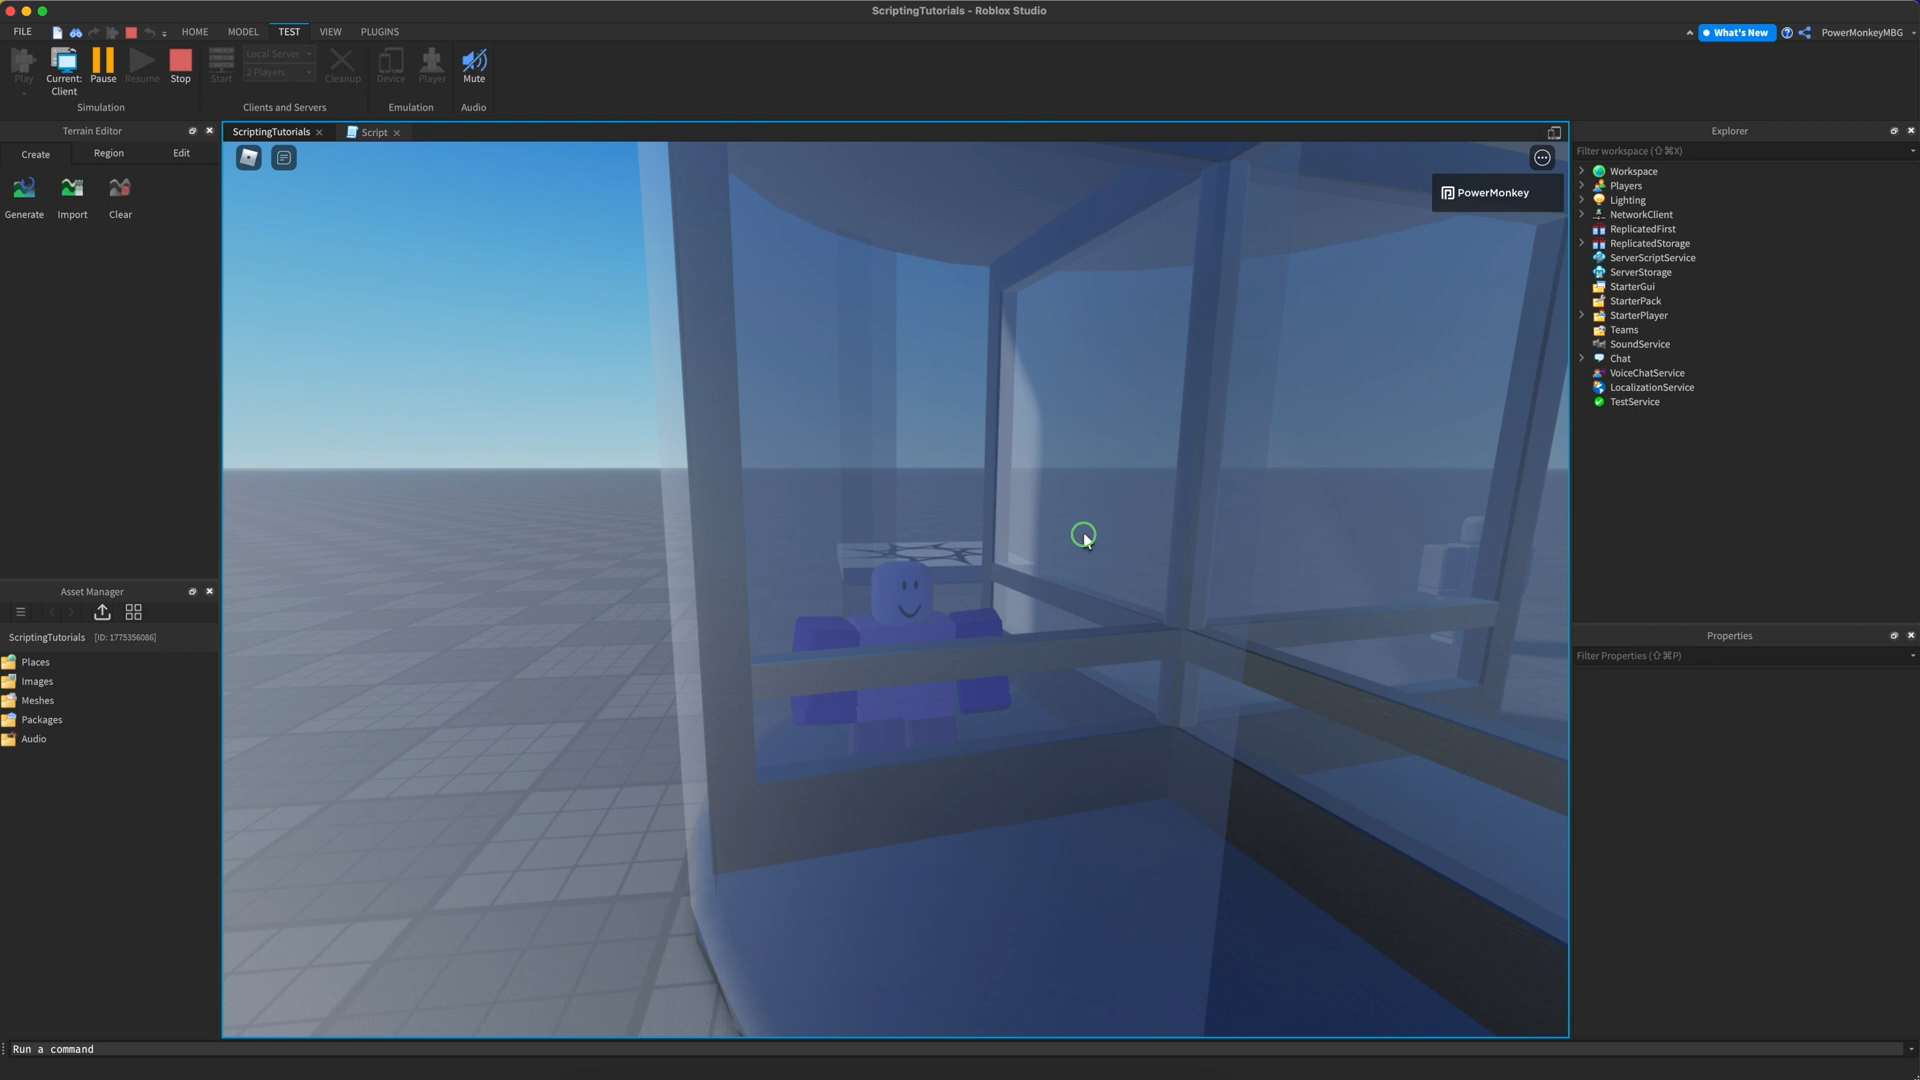 ScriptingTutorials - Roblox Studio
FILE
HOME
MODEL
TEST
VIEW
PLUGINS
What's New
PowerMonkeyMBG
Play
Current:
Client
Pause
Resume
Stop
Start
Local Server
2 Players
Cleanup
Device
Player
Mute
Simulation
Clients and Servers
Emulation
Audio
Terrain Editor
Create
Region
Edit
Generate
Import
Clear
ScriptingTutorials
Script
PowerMonkey
Explorer
Filter workspace (⇧⌘X)
Workspace
Players
Lighting
NetworkClient
ReplicatedFirst
ReplicatedStorage
ServerScriptService
ServerStorage
StarterGui
StarterPack
StarterPlayer
Teams
SoundService
Chat
VoiceChatService
LocalizationService
TestService
Asset Manager
ScriptingTutorials [ID: 1775356086]
Places
Images
Meshes
Packages
Audio
Properties
Filter Properties (⇧⌘P)
Run a command